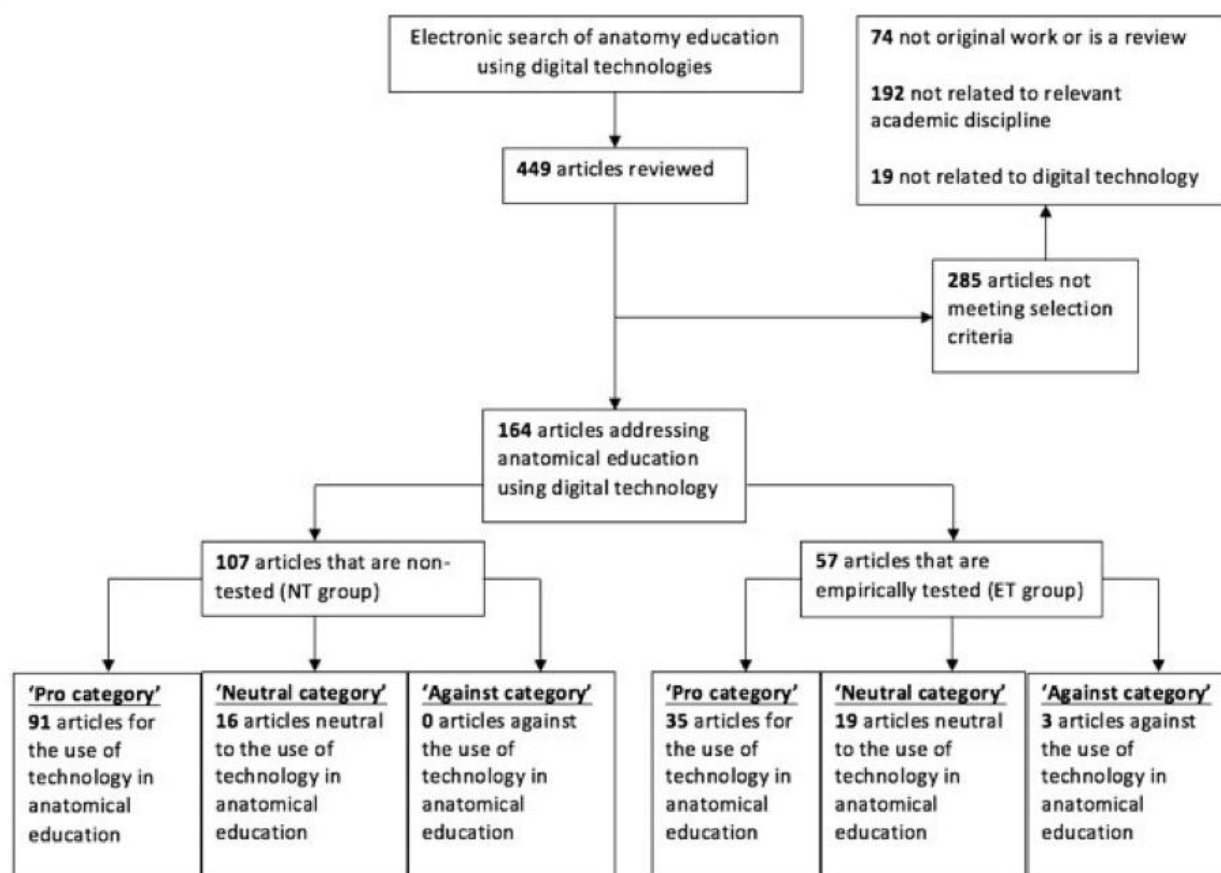 Electronic search of anatomy education
using digital technologies
74 not original work or is a review
192 not related to relevant
academic discipline
19 not related to digital technology
449 articles reviewed
285 articles not
meeting selection
criteria
164 articles addressing
anatomical education
using digital technology
107 articles that are non-
tested (NT group)
57 articles that are
empirically tested (ET group)
'Pro category'
91 articles for
the use of
technology in
anatomical
education
'Neutral category'
16 articles neutral
to the use of
technology in
anatomical
education
'Against category'
0 articles against
the use of
technology in
anatomical
education
'Pro category'
35 articles for
the use of
technology in
anatomical
education
'Neutral category'
19 articles neutral
to the use of
technology in
anatomical
education
'Against category'
3 articles against
the use of
technology in
anatomical
education